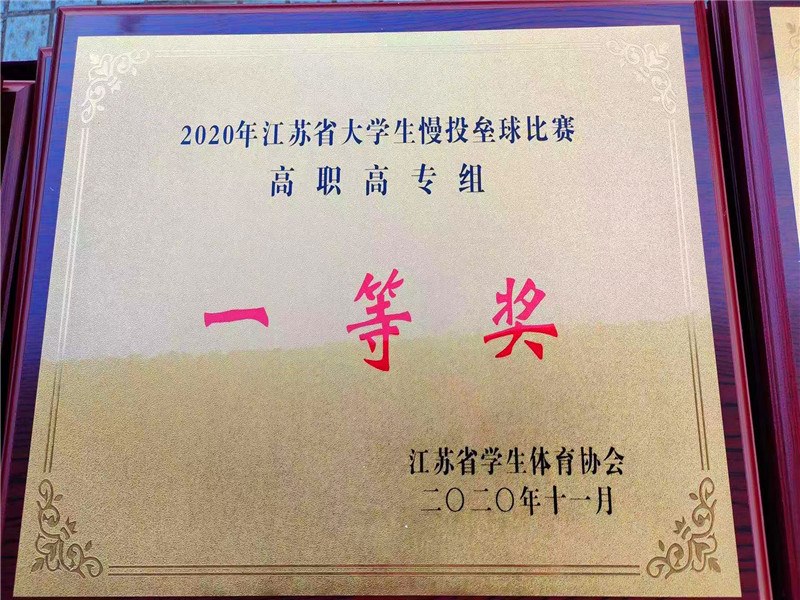 2020年江苏省大学生慢投垒球比赛
高职高专组
一等奖
江苏省学生体育协会
二〇二〇年十一月